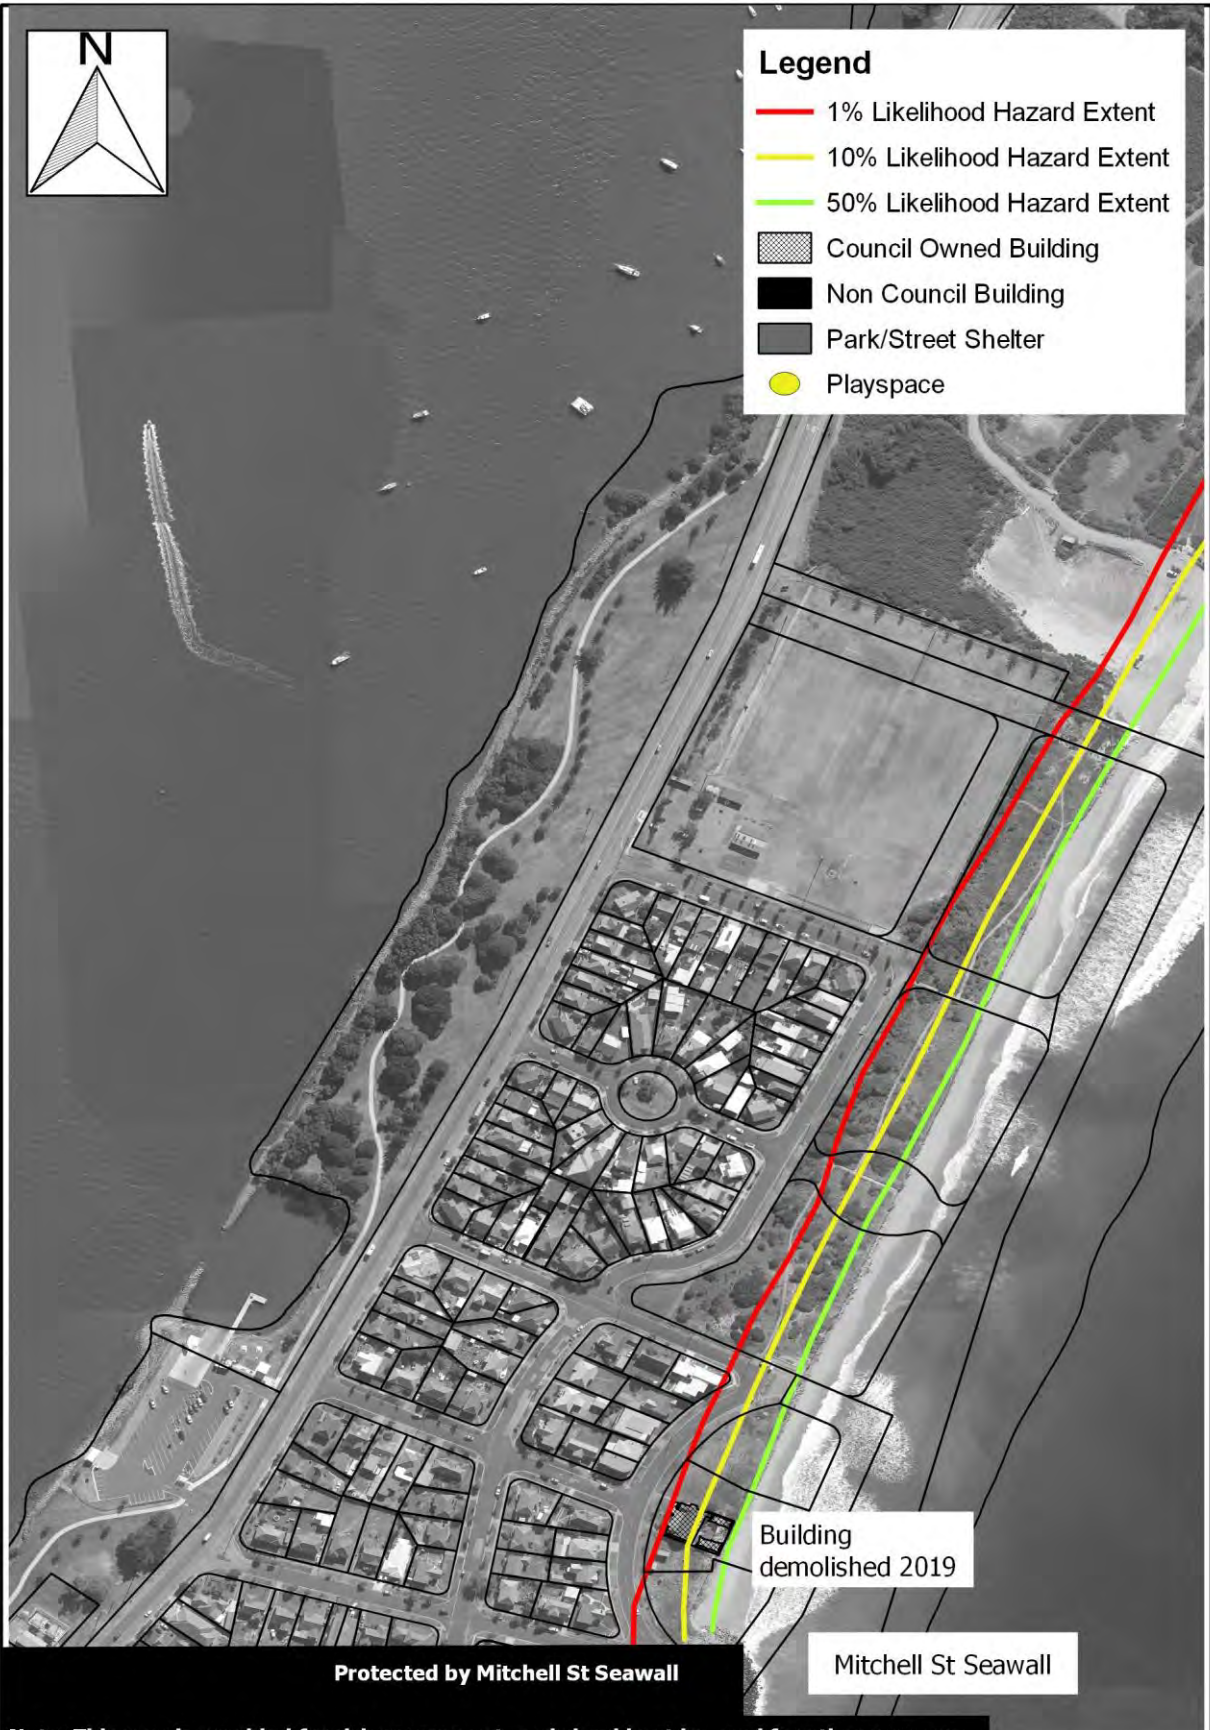 N
Legend
1% Likelihood Hazard Extent
10% Likelihood Hazard Extent
50% Likelihood Hazard Extent
Council Owned Building
Non Council Building
Park/Street Shelter
Playspace
Building
demolished 2019
Protected by Mitchell St Seawall
Mitchell St Seawall